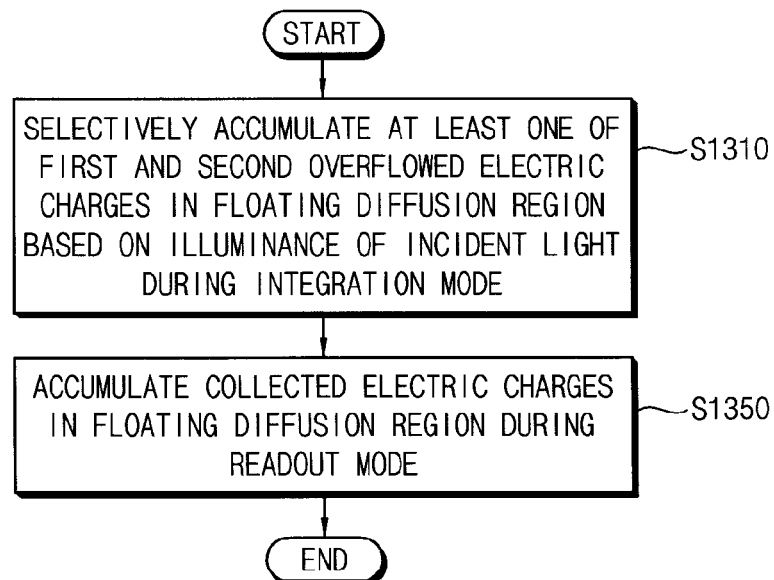 START
SELECTIVELY ACCUMULATE AT LEAST ONE OF
FIRST AND SECOND OVERFLOWED ELECTRIC
CHARGES IN FLOATING DIFFUSION REGION
BASED ON ILLUMINANCE OF INCIDENT LIGHT
DURING INTEGRATION MODE
S1310
ACCUMULATE COLLECTED ELECTRIC CHARGES
IN FLOATING DIFFUSION REGION DURING
READOUT MODE
S1350
END